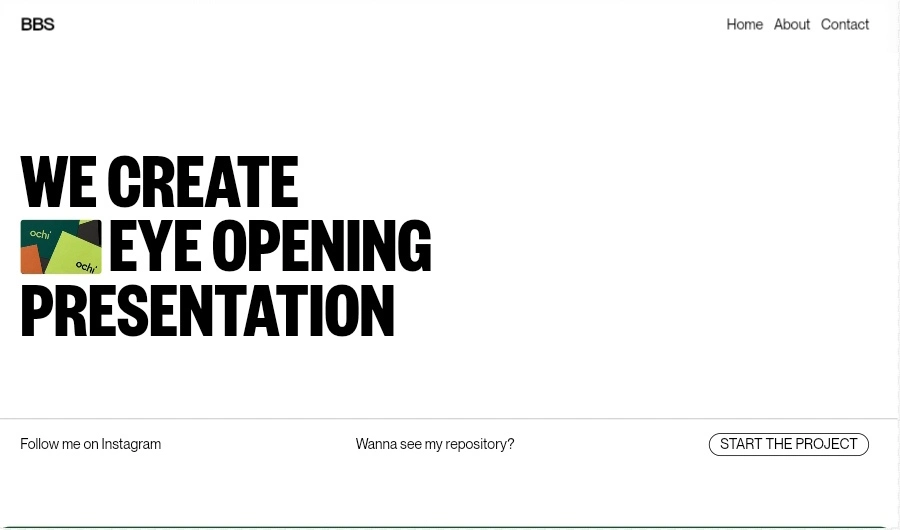 BBS
Home About Contact
WE CREATE
ochi'
ochi'
EYE OPENING
PRESENTATION
Follow me on Instagram
Wanna see my repository?
START THE PROJECT